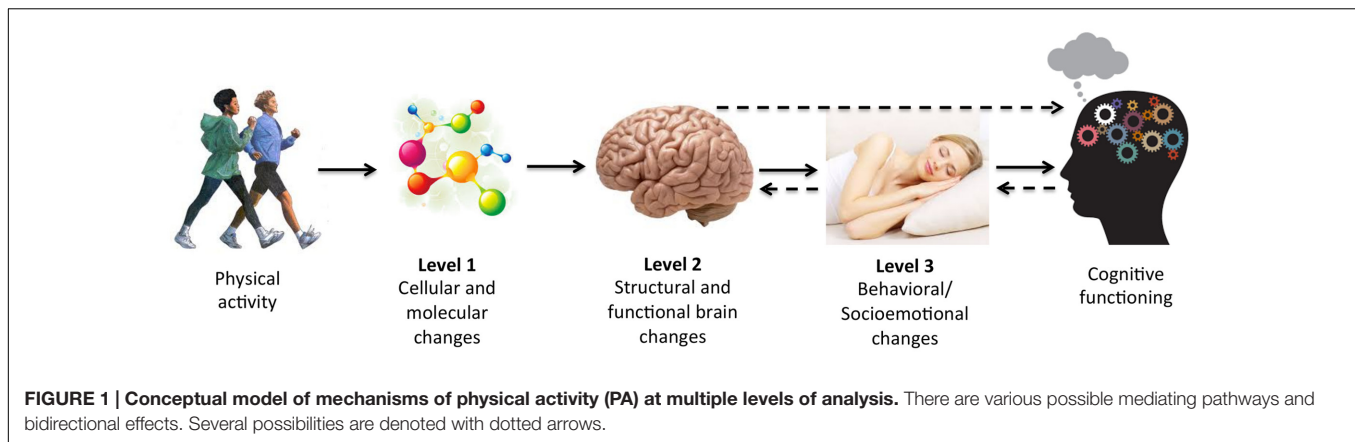 Physical
activity
Level 1
Cellular and
molecular
changes
Level 2
Structural and
functional brain
changes
Level 3
Behavioral/
Socioemotional
changes
Cognitive
functioning
FIGURE 1 | Conceptual model of mechanisms of physical activity (PA) at multiple levels of analysis. There are various possible mediating pathways and
bidirectional effects. Several possibilities are denoted with dotted arrows.